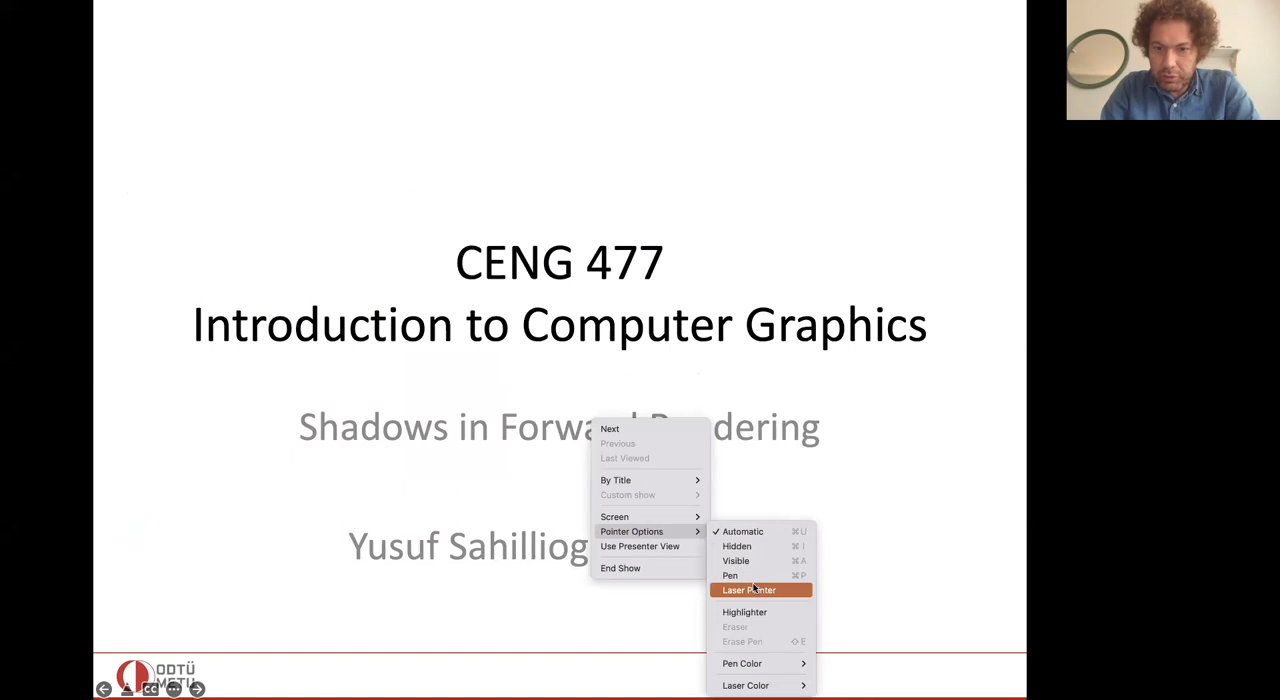 CENG 477
Introduction to Computer Graphics
Shadows in Forwa
dering
Yusuf Sahilliog
Next
Previous
Last Viewed
By Title
Custom show
Screen
Pointer Options
Use Presenter View
End Show
Automatic ⌘U
Hidden ⌘I
Visible ⌘A
Pen ⌘P
Laser Pointer
Highlighter
Eraser
Erase Pen ⇧E
Pen Color
Laser Color
ODTÜ
METU
CC